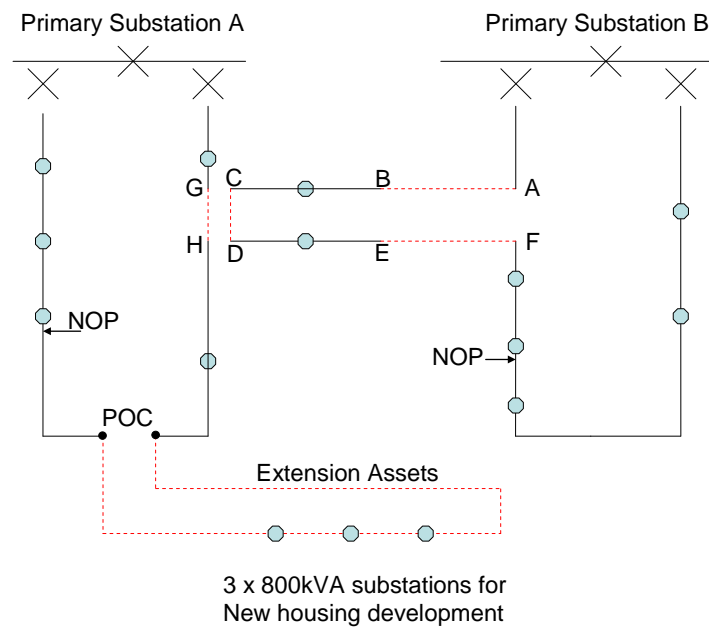 Primary Substation A
Primary Substation B
G
C
B
A
H
D
E
F
NOP
NOP
POC
Extension Assets
3 x 800kVA substations for
New housing development